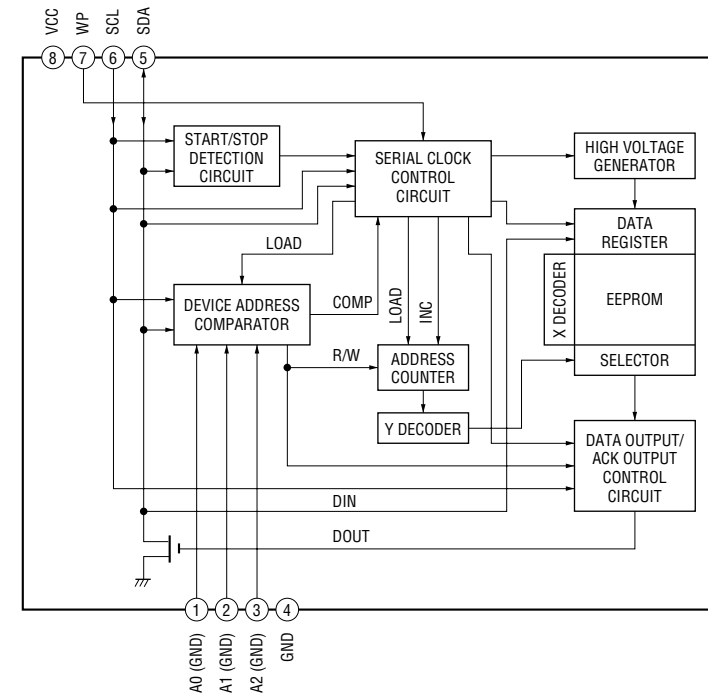 VCC
WP
SCL
SDA
8
7
6
5
START/STOP
DETECTION
CIRCUIT
SERIAL CLOCK
CONTROL
CIRCUIT
HIGH VOLTAGE
GENERATOR
DATA
REGISTER
LOAD
DEVICE ADDRESS
COMPARATOR
COMP
LOAD
INC
X DECODER
EEPROM
R/W
ADDRESS
COUNTER
SELECTOR
Y DECODER
DATA OUTPUT/
ACK OUTPUT
CONTROL
CIRCUIT
DIN
DOUT
1
2
3
4
A0 (GND)
A1 (GND)
A2 (GND)
GND